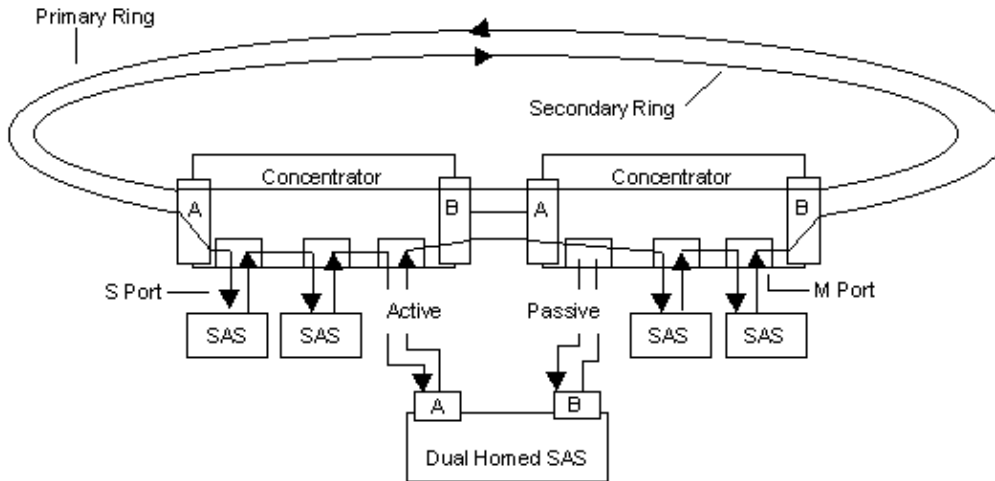 Primary Ring
Secondary Ring
Concentrator
Concentrator
A
B
A
B
S Port
Active
Passive
M Port
SAS
SAS
SAS
SAS
A
B
Dual Homed SAS